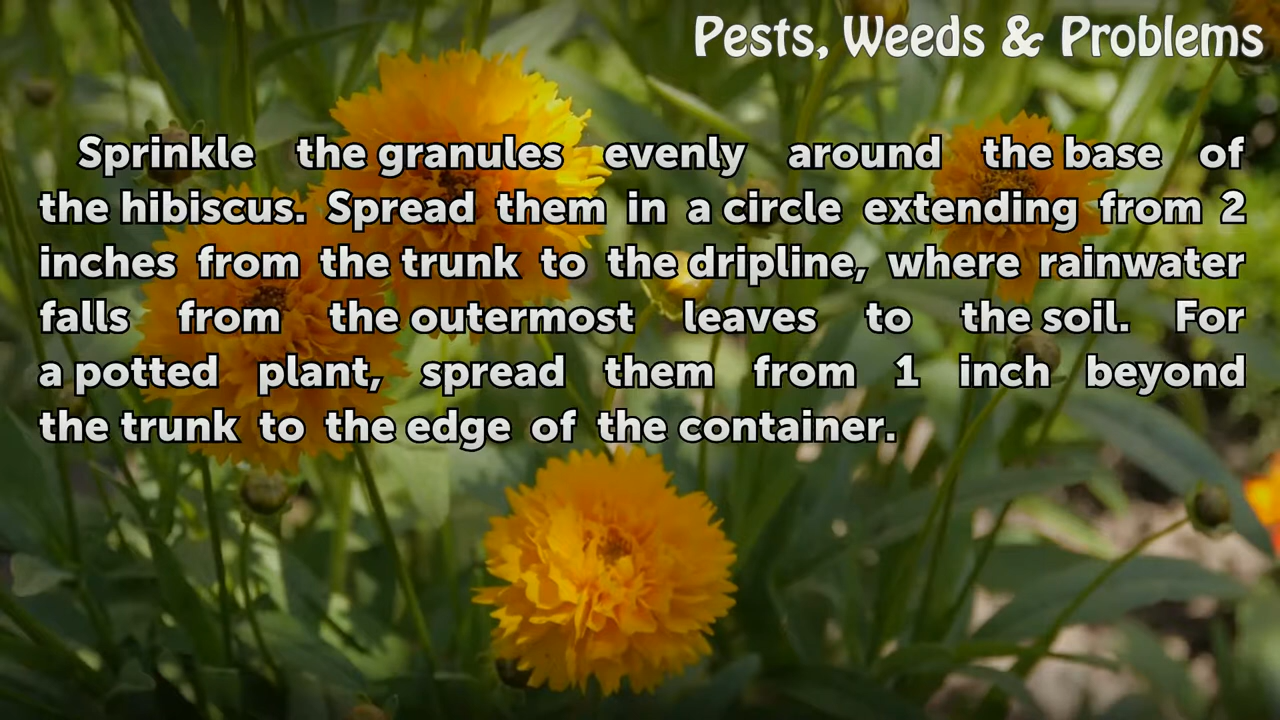 Pests, Weeds & Problems
Sprinkle the granules evenly around the base of
the hibiscus. Spread them in a circle extending from 2
inches from the trunk to the dripline, where rainwater
falls from the outermost leaves to the soil. For
a potted plant, spread them from 1 inch beyond
the trunk to the edge of the container.